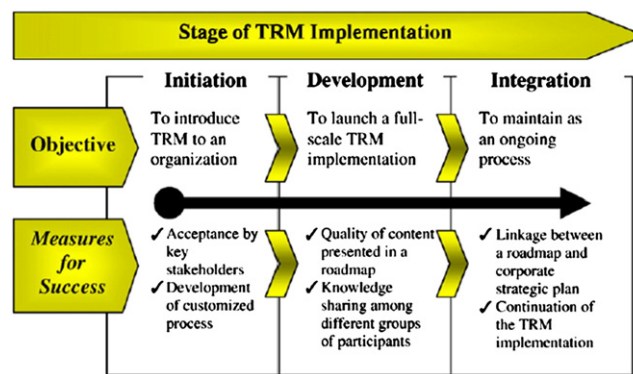 Stage of TRM Implementation
Initiation
Development
Integration
Objective
To introduce
TRM to an
organization
To launch a full-
scale TRM
implementation
To maintain as
an ongoing
process
Measures
for
Success
✓ Acceptance by
key
stakeholders
✓ Development
of customized
process
✓ Quality of content
presented in a
roadmap
✓ Knowledge
sharing among
different groups
of participants
✓ Linkage between
a roadmap and
corporate
strategic plan
✓ Continuation of
the TRM
implementation